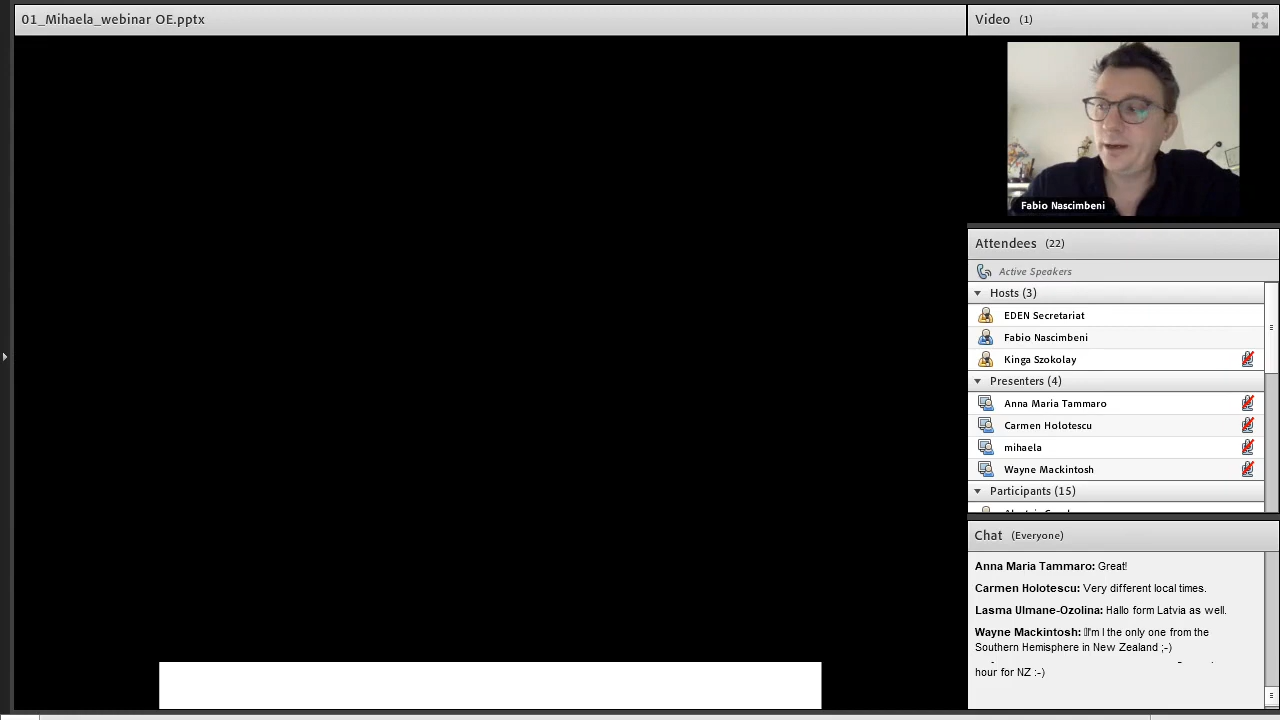 01_Mihaela_webinar OE.pptx
Video (1)
Fabio Nascimbeni
Attendees (22)
Active Speakers
Hosts (3)
EDEN Secretariat
Fabio Nascimbeni
Kinga Szokolay
Presenters (4)
Anna Maria Tammaro
Carmen Holotescu
mihaela
Wayne Mackintosh
Participants (15)
Chat (Everyone)
Anna Maria Tammaro: Great!
Carmen Holotescu: Very different local times.
Lasma Ulmane-Ozolina: Hallo form Latvia as well.
Wayne Mackintosh: I'm I the only one from the
Southern Hemisphere in New Zealand ;-)
hour for NZ :-)